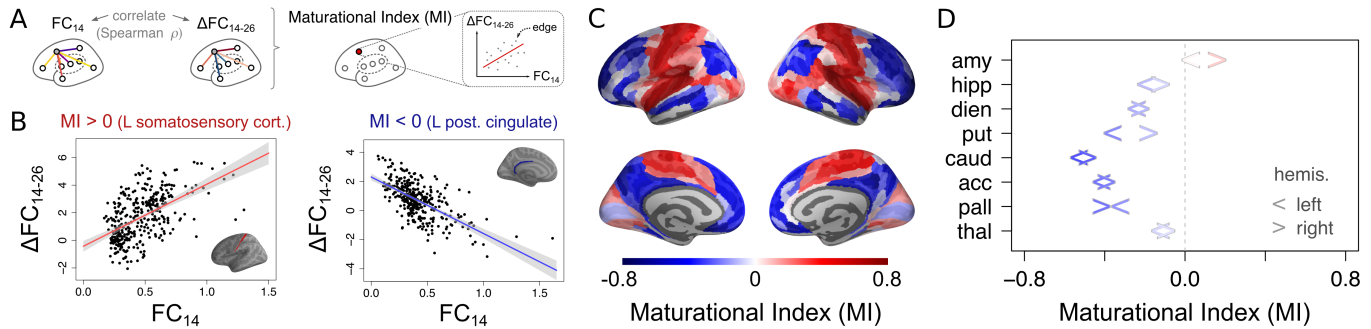 A
FC14
correlate
(Spearman ρ)
ΔFC14-26
Maturational Index (MI)
ΔFC14-26
edge
FC14
B
MI > 0 (L somatosensory cort.)
ΔFC14-26
6
4
2
0
-2
0.0 0.5 1.0 1.5
FC14
MI < 0 (L post. cingulate)
ΔFC14-26
4
2
0
-2
-4
0.0 0.5 1.0 1.5
FC14
C
-0.8 0 0.8
Maturational Index (MI)
D
amy
hipp
dien
put
caud
acc
pall
thal
hemis.
< left
> right
−0.8 0.0 0.4 0.8
Maturational Index (MI)